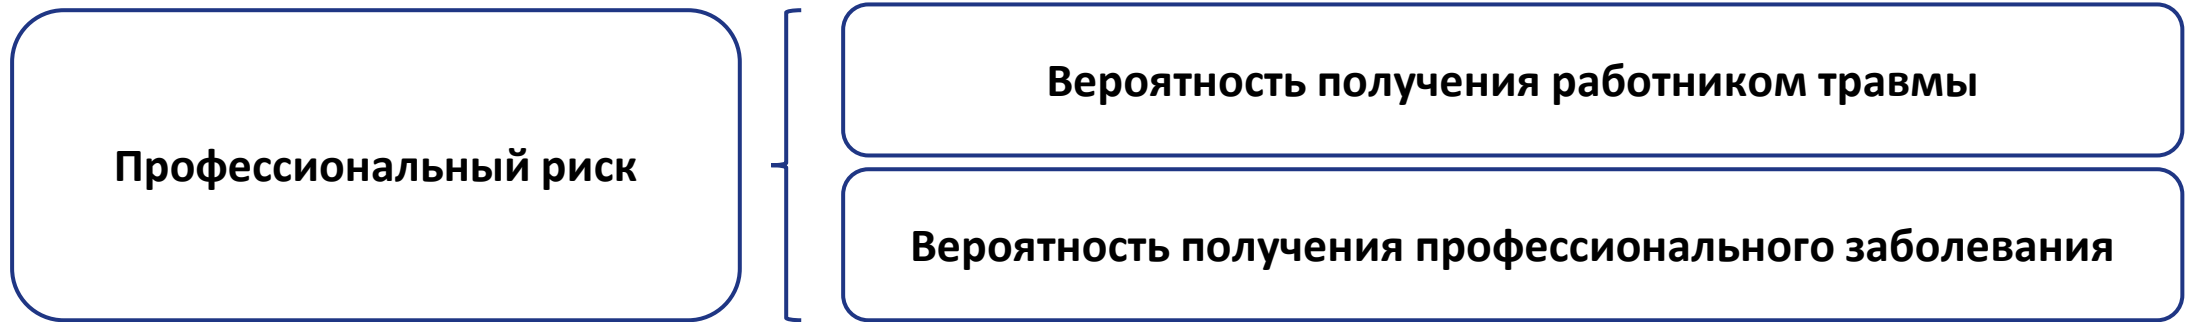 Профессиональный риск
Вероятность получения работником травмы
Вероятность получения профессионального заболевания